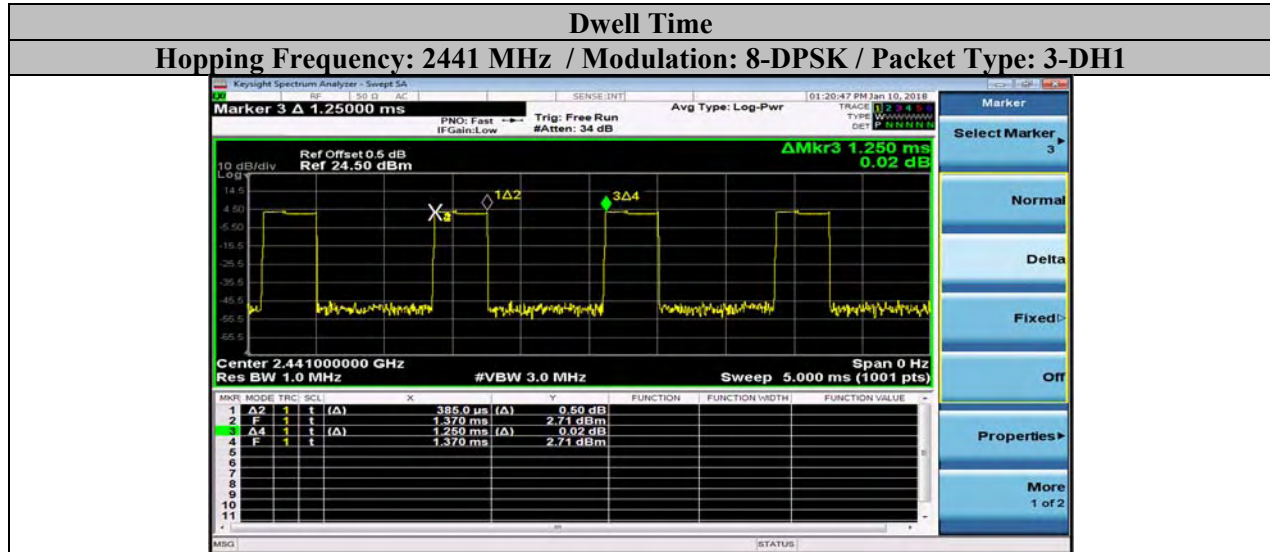 Dwell Time
Hopping Frequency: 2441 MHz / Modulation: 8-DPSK / Packet Type: 3-DH1
Keysight Spectrum Analyzer - Swept SA
RF 50 Ω AC SENSE:INT 01:20:47 PM Jan 10, 2018
Marker 3 Δ 1.25000 ms
PNO: Fast
IFGain:Low
Trig: Free Run
#Atten: 34 dB
Avg Type: Log-Pwr
TRACE 1 2 3 4 5 6
TYPE WWWWWW
DET P N N N N N
10 dB/div
Log
Ref Offset 0.5 dB
Ref 24.50 dBm
ΔMkr3 1.250 ms
0.02 dB
14.5
4.50
-5.50
-15.5
-25.5
-35.5
-45.5
-55.5
-65.5
1Δ2
3Δ4
Center 2.441000000 GHz
Span 0 Hz
Res BW 1.0 MHz
#VBW 3.0 MHz
Sweep 5.000 ms (1001 pts)
MKR MODE TRC SCL X Y FUNCTION FUNCTION WIDTH FUNCTION VALUE
1 Δ2 1 t (Δ) 385.0 µs (Δ) 0.50 dB
2 F 1 t 1.370 ms 2.71 dBm
3 Δ4 1 t (Δ) 1.250 ms (Δ) 0.02 dB
4 F 1 t 1.370 ms 2.71 dBm
5
6
7
8
9
10
11
MSG
STATUS
Marker
Select Marker
3
Normal
Delta
Fixed
Off
Properties
More
1 of 2